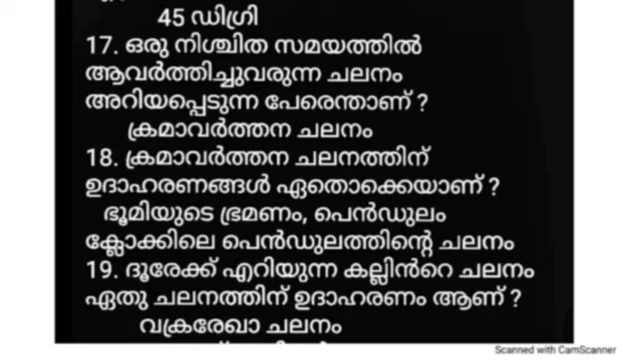 45 ഡിഗ്രി
17. ഒരു നിശ്ചിത സമയത്തിൽ
ആവർത്തിച്ചുവരുന്ന ചലനം
അറിയപ്പെടുന്ന പേരെന്താണ് ?
ക്രമാവർത്തന ചലനം
18. ക്രമാവർത്തന ചലനത്തിന്
ഉദാഹരണങ്ങൾ ഏതൊക്കെയാണ് ?
ഭൂമിയുടെ ഭ്രമണം, പെൻഡുലം
ക്ലോക്കിലെ പെൻഡുലത്തിന്റെ ചലനം
19. ദൂരേക്ക് എറിയുന്ന കല്ലിൻറെ ചലനം
ഏതു ചലനത്തിന് ഉദാഹരണം ആണ് ?
വക്രരേഖാ ചലനം
Scanned with CamScanner